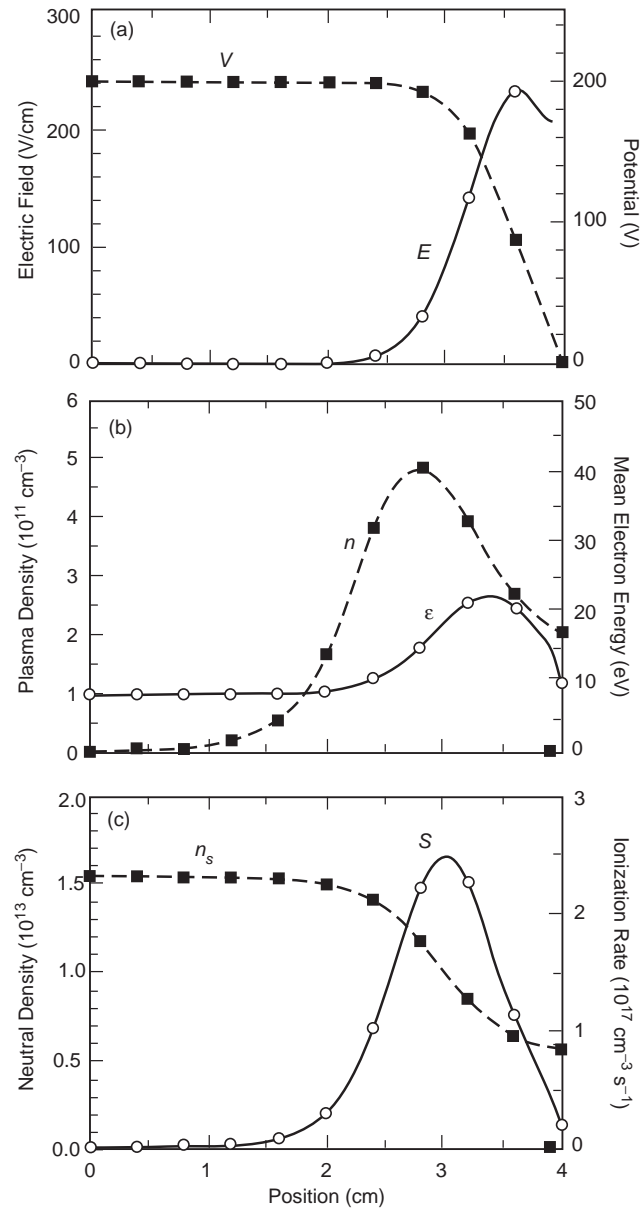 (a)
V
E
Electric Field (V/cm)
300
200
100
0
Potential (V)
200
200
100
0
(b)
n
ε
Plasma Density (10¹¹ cm⁻³)
6
5
4
3
2
1
0
Mean Electron Energy (eV)
50
40
30
20
10
0
(c)
nₛ
S
Neutral Density (10¹³ cm⁻³)
2.0
1.5
1.0
0.5
0.0
Ionization Rate (10¹⁷ cm⁻³ s⁻¹)
3
2
1
0
0 1 2 3 4
Position (cm)